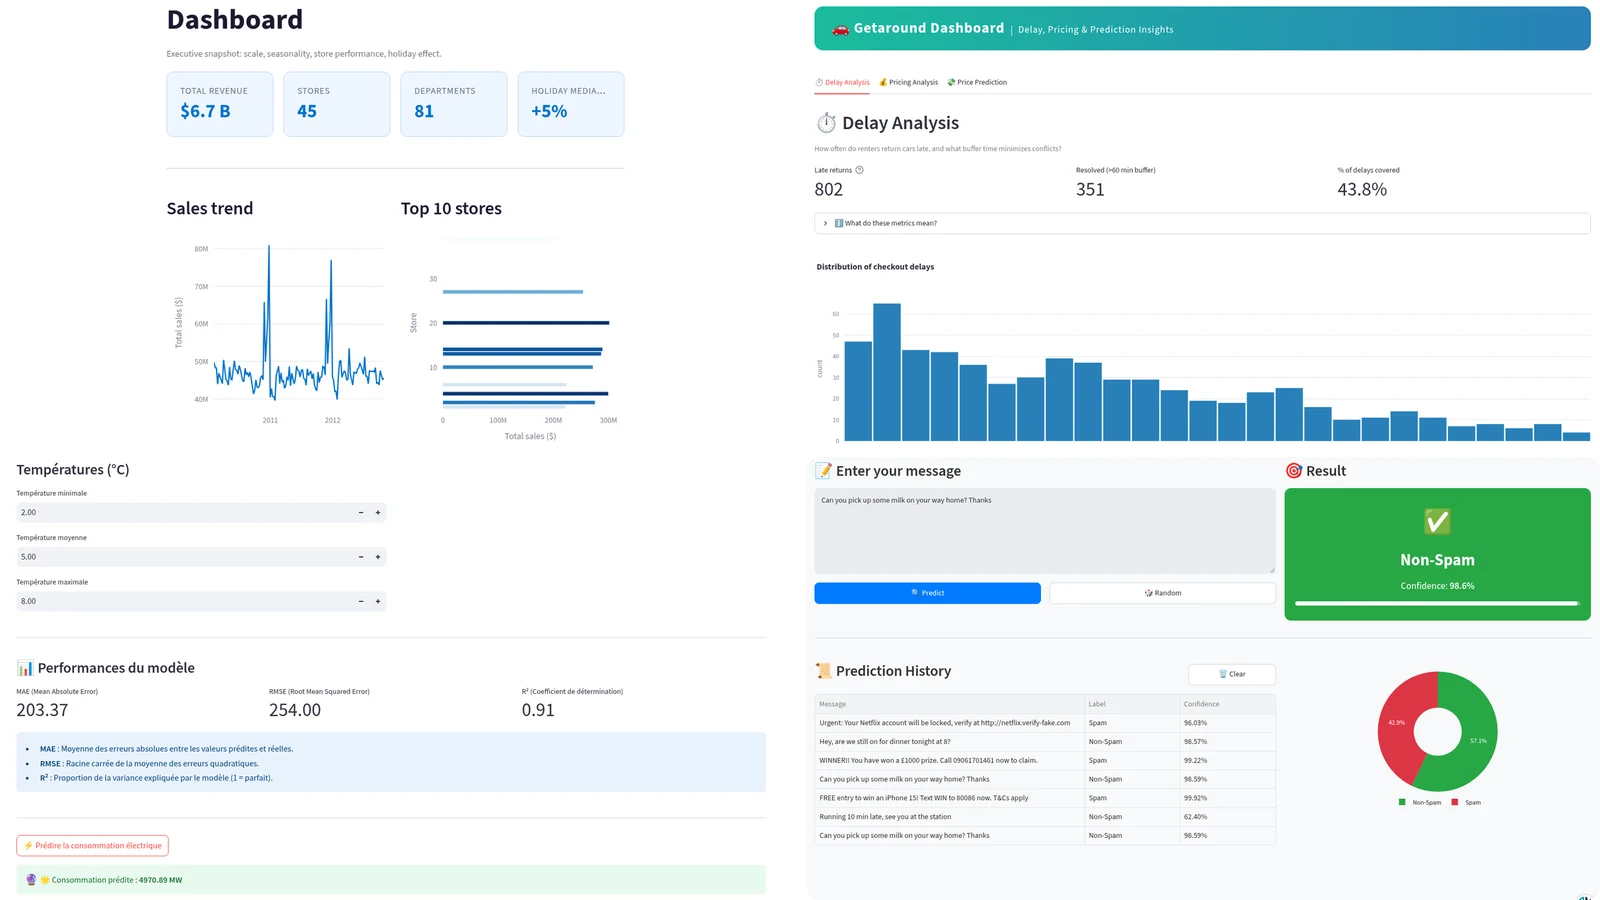 Dashboard
Executive snapshot: scale, seasonality, store performance, holiday effect.
TOTAL REVENUE
$6.7 B
STORES
45
DEPARTMENTS
81
HOLIDAY MEDIA...
+5%
Sales trend
Total sales ($)
80M
70M
60M
50M
40M
2011
2012
Top 10 stores
Store
30
20
10
0
100M
200M
300M
Total sales ($)
Getaround Dashboard | Delay, Pricing & Prediction Insights
Delay Analysis
Pricing Analysis
Price Prediction
Delay Analysis
How often do renters return cars late, and what buffer time minimizes conflicts?
Late returns
802
Resolved (>60 min buffer)
351
% of delays covered
43.8%
What do these metrics mean?
Distribution of checkout delays
count
60
50
40
30
20
10
0
Températures (°C)
Température minimale
2.00
Température moyenne
5.00
Température maximale
8.00
Performances du modèle
MAE (Mean Absolute Error)
203.37
RMSE (Root Mean Squared Error)
254.00
R² (Coefficient de détermination)
0.91
MAE : Moyenne des erreurs absolues entre les valeurs prédites et réelles.
RMSE : Racine carrée de la moyenne des erreurs quadratiques.
R² : Proportion de la variance expliquée par le modèle (1 = parfait).
Prédire la consommation électrique
Consommation prédite : 4970.89 MW
Enter your message
Can you pick up some milk on your way home? Thanks
Predict
Random
Result
Non-Spam
Confidence: 98.6%
Prediction History
Clear
Message Label Confidence
Urgent: Your Netflix account will be locked, verify at http://netflix.verify-fake.com Spam 96.03%
Hey, are we still on for dinner tonight at 8? Non-Spam 98.57%
WINNER!! You have won a £1000 prize. Call 09061701461 now to claim. Spam 99.22%
Can you pick up some milk on your way home? Thanks Non-Spam 98.59%
FREE entry to win an iPhone 15! Text WIN to 80086 now. T&Cs apply Spam 99.92%
Running 10 min late, see you at the station Non-Spam 62.40%
Can you pick up some milk on your way home? Thanks Non-Spam 98.59%
42.9%
57.1%
Non-Spam
Spam